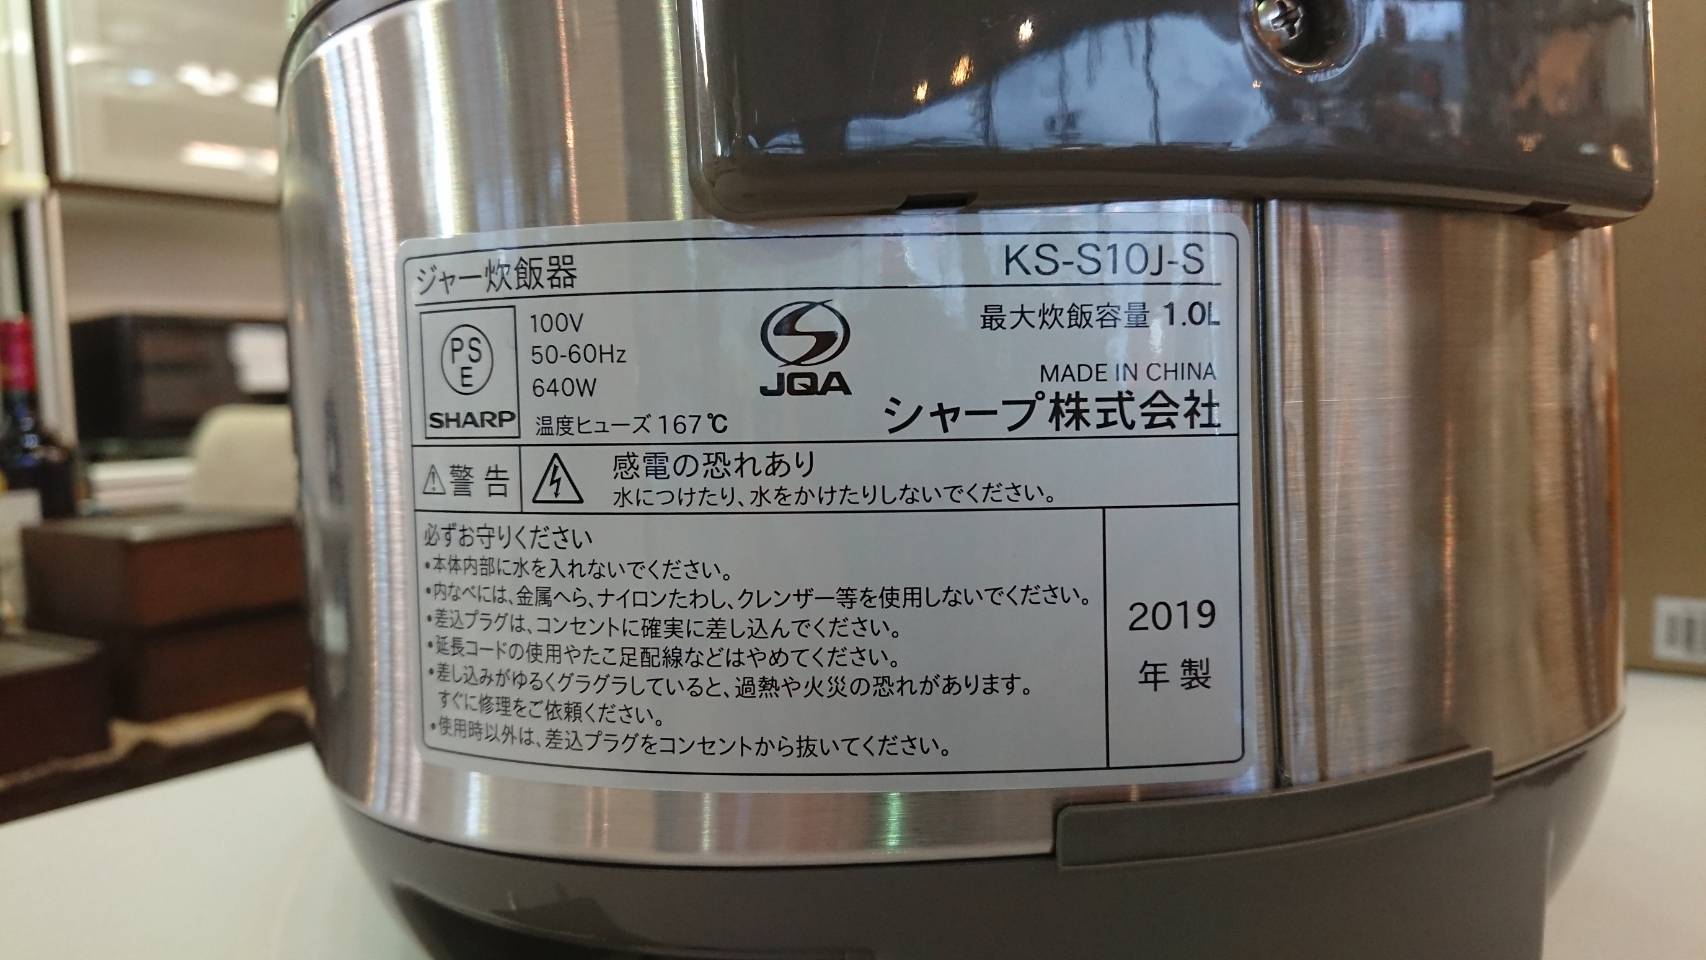 ジャー炊飯器 KS-S10J-S
PS
E
SHARP
100V
50-60Hz
640W
温度ヒューズ 167℃
JQA
最大炊飯容量 1.0L
MADE IN CHINA
シャープ株式会社
⚠警告
感電の恐れあり
水につけたり、水をかけたりしないでください。
必ずお守りください
•本体内部に水を入れないでください。
•内なべには、金属へら、ナイロンたわし、クレンザー等を使用しないでください。
•差込プラグは、コンセントに確実に差し込んでください。
•延長コードの使用やたこ足配線などはやめてください。
•差し込みがゆるくグラグラしていると、過熱や火災の恐れがあります。
すぐに修理をご依頼ください。
•使用時以外は、差込プラグをコンセントから抜いてください。
2019
年製